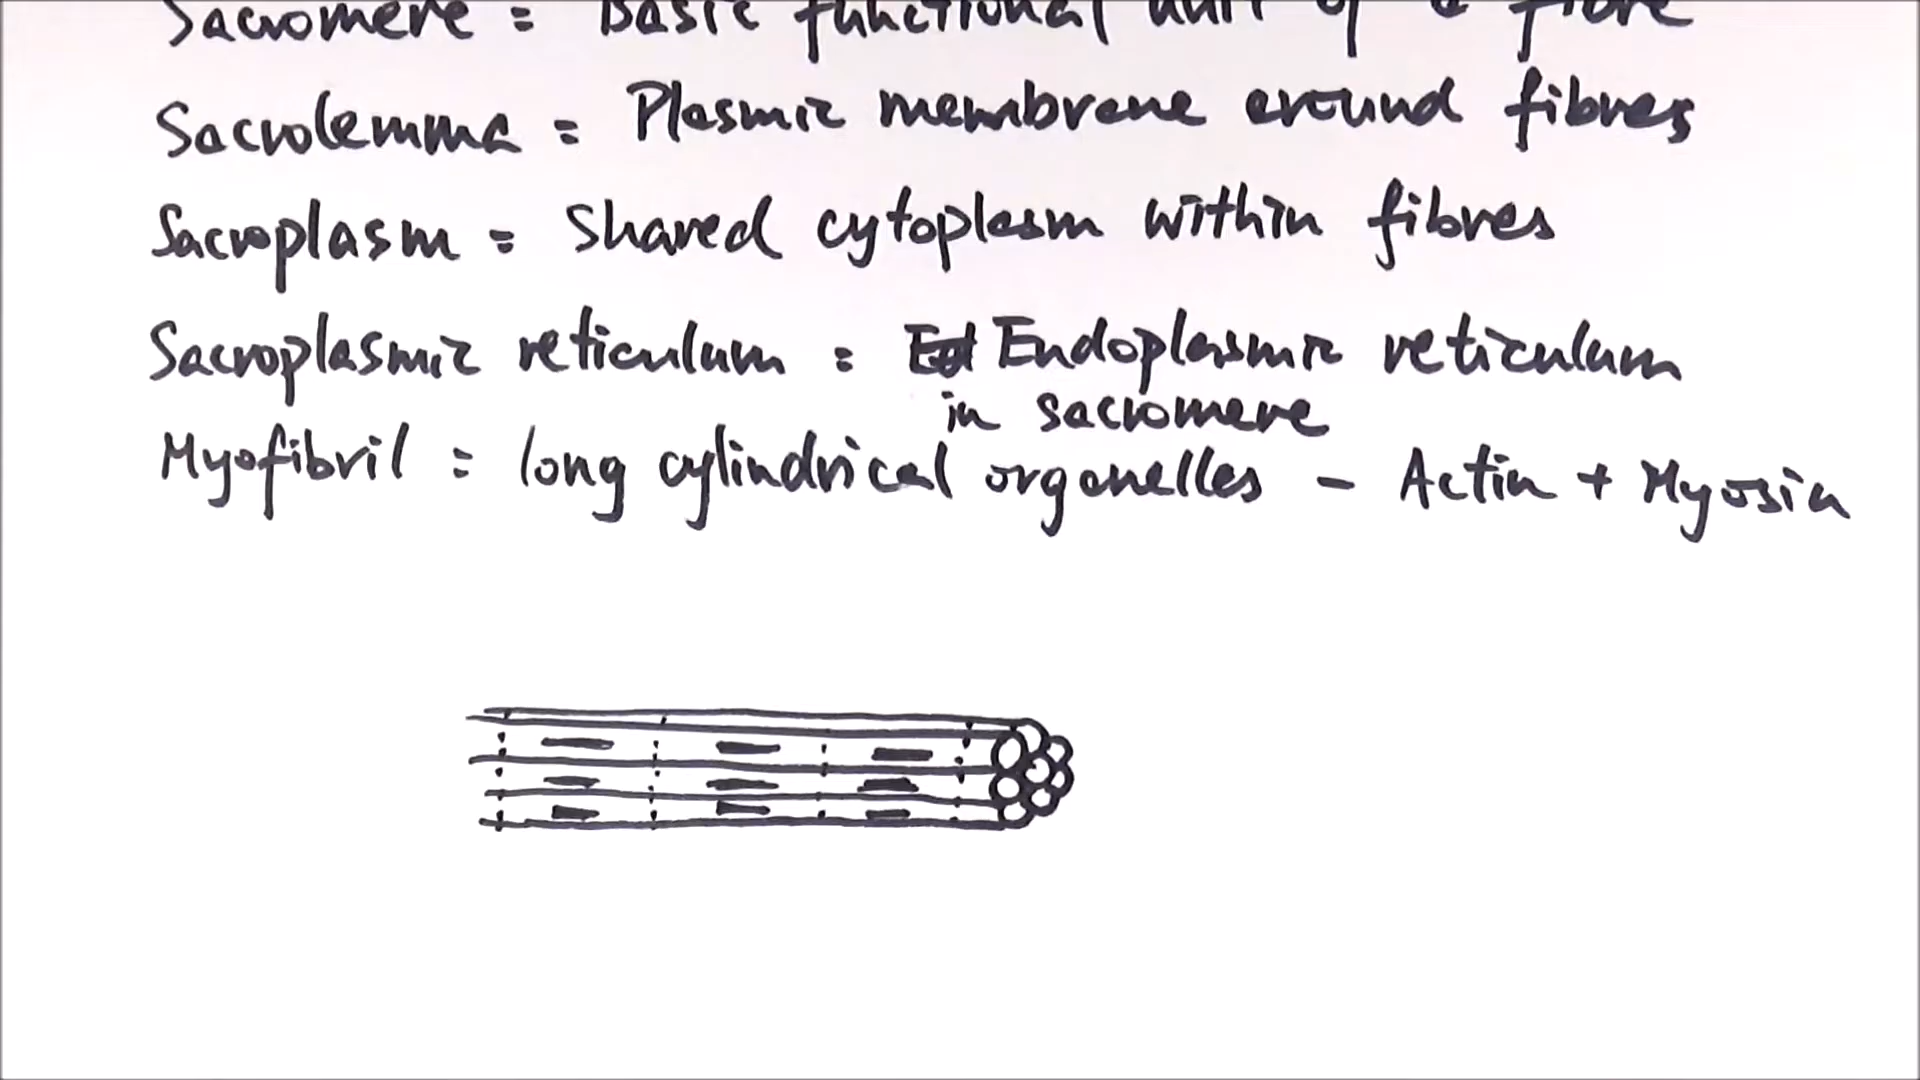 Sacromere = Basic functional unit of a fibre
Sacrolemma = Plasmic membrane around fibres
Sacroplasm = Shared cytoplasm within fibres
Sacroplasmic reticulum = Endoplasmic reticulum
in sacromere
Myofibril = long cylindrical organelles - Actin + Myosin